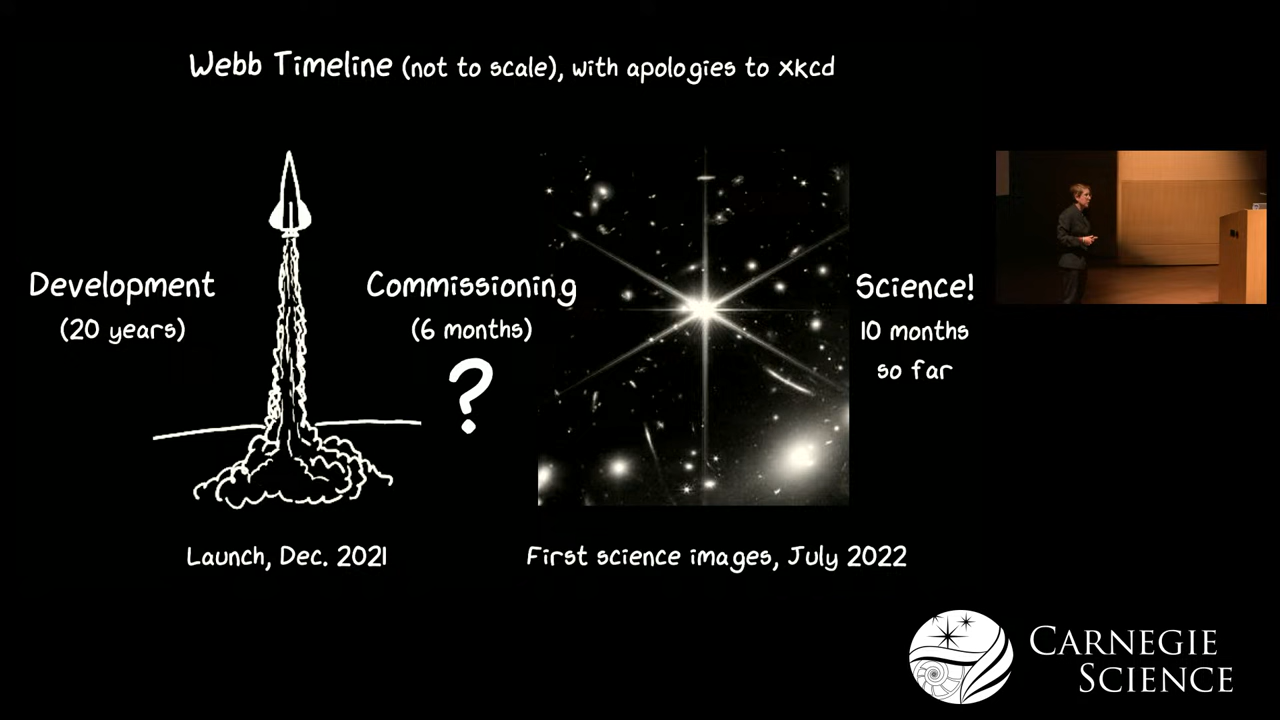 Webb Timeline (not to scale), with apologies to xkcd
Development
(20 years)
Commissioning
(6 months)
?
Science!
10 months
so far
Launch, Dec. 2021
First science images, July 2022
CARNEGIE
SCIENCE